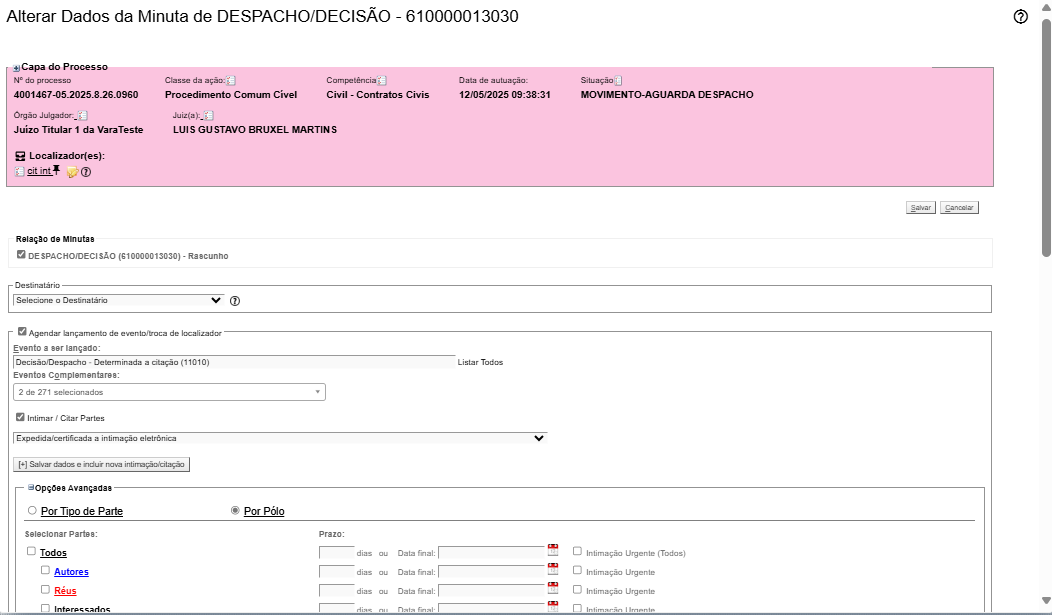 Alterar Dados da Minuta de DESPACHO/DECISÃO - 610000013030
Capa do Processo
Nº do processo Classe da ação: Competência Data de autuação: Situação
4001467-05.2025.8.26.0960 Procedimento Comum Cível Civil - Contratos Civis 12/05/2025 09:38:31 MOVIMENTO-AGUARDA DESPACHO
Órgão Julgador: Juiz(a):
Juízo Titular 1 da VaraTeste LUIS GUSTAVO BRUXEL MARTINS
Localizador(es):
cit int
Salvar Cancelar
Relação de Minutas
DESPACHO/DECISÃO (610000013030) - Rascunho
Destinatário
Selecione o Destinatário
Agendar lançamento de evento/troca de localizador
Evento a ser lançado:
Decisão/Despacho - Determinada a citação (11010) Listar Todos
Eventos Complementares:
2 de 271 selecionados
Intimar / Citar Partes
Expedida/certificada a intimação eletrônica
[+] Salvar dados e incluir nova intimação/citação
Opções Avançadas
Por Tipo de Parte Por Pólo
Selecionar Partes: Prazo:
Todos dias ou Data final: Intimação Urgente (Todos)
Autores dias ou Data final: Intimação Urgente
Réus dias ou Data final: Intimação Urgente
Interessados dias ou Data final: Intimação Urgente